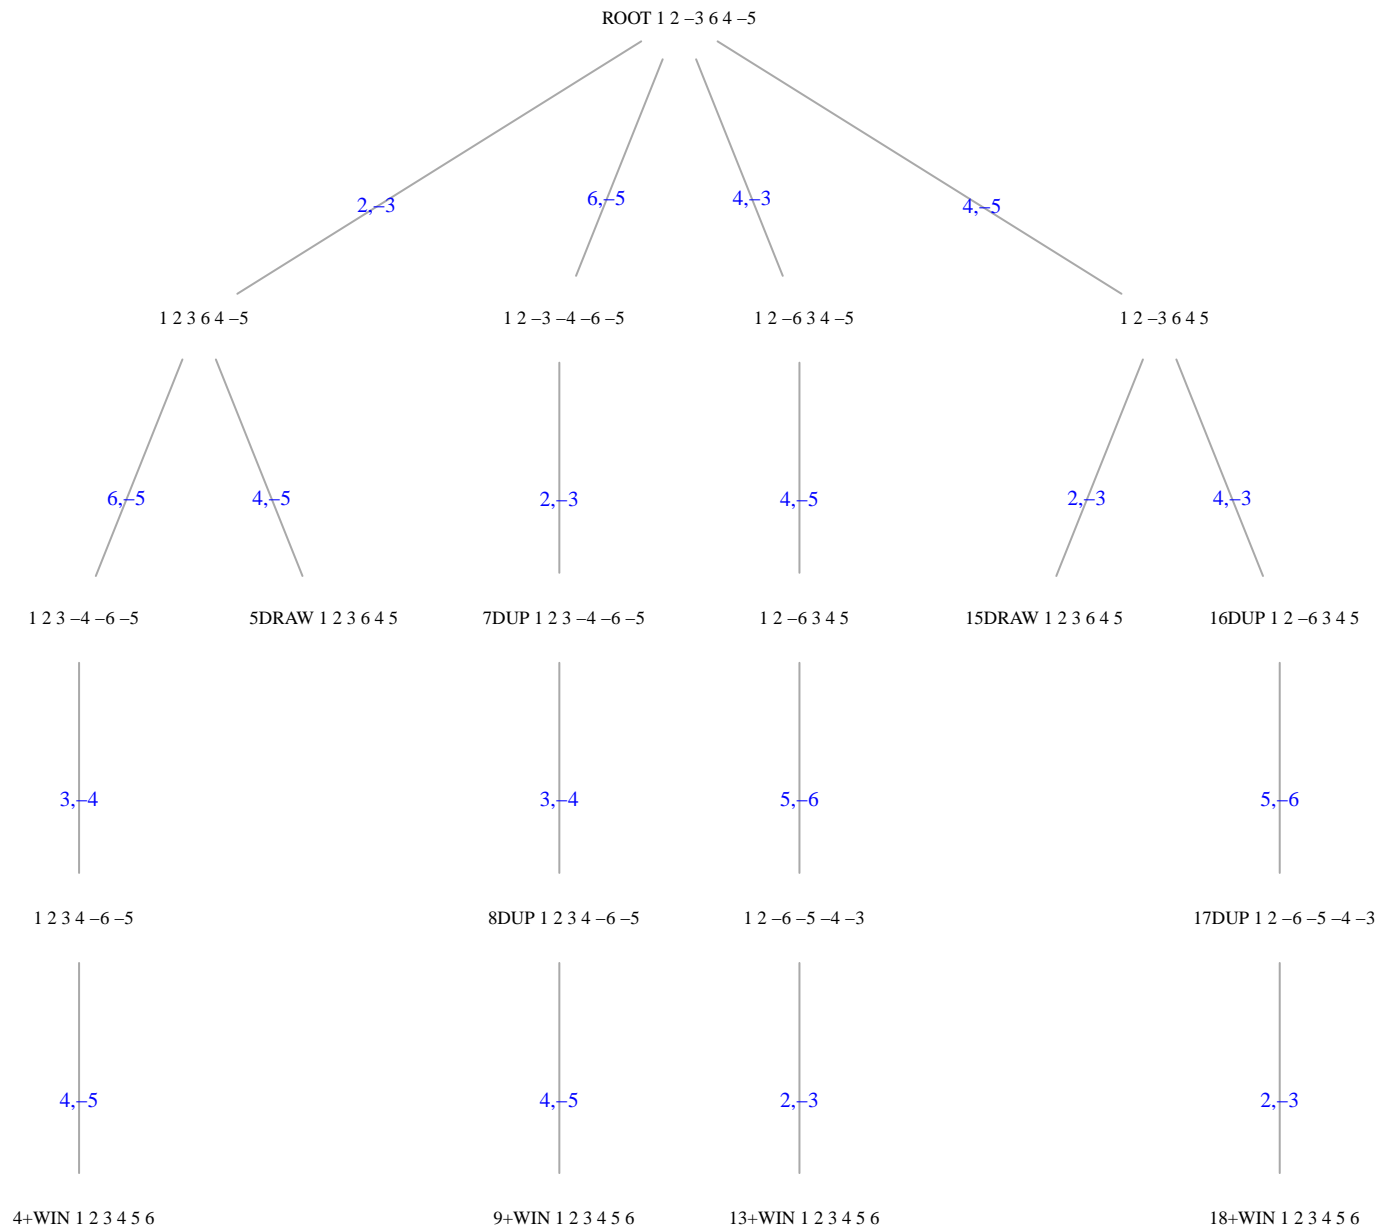 ROOT 1 2 –3 6 4 –5
2,–3
6,–5
4,–3
4,–5
1 2 3 6 4 –5
1 2 –3 –4 –6 –5
1 2 –6 3 4 –5
1 2 –3 6 4 5
6,–5
4,–5
2,–3
4,–5
2,–3
4,–3
1 2 3 –4 –6 –5
5DRAW 1 2 3 6 4 5
7DUP 1 2 3 –4 –6 –5
1 2 –6 3 4 5
15DRAW 1 2 3 6 4 5
16DUP 1 2 –6 3 4 5
3,–4
3,–4
5,–6
5,–6
1 2 3 4 –6 –5
8DUP 1 2 3 4 –6 –5
1 2 –6 –5 –4 –3
17DUP 1 2 –6 –5 –4 –3
4,–5
4,–5
2,–3
2,–3
4+WIN 1 2 3 4 5 6
9+WIN 1 2 3 4 5 6
13+WIN 1 2 3 4 5 6
18+WIN 1 2 3 4 5 6